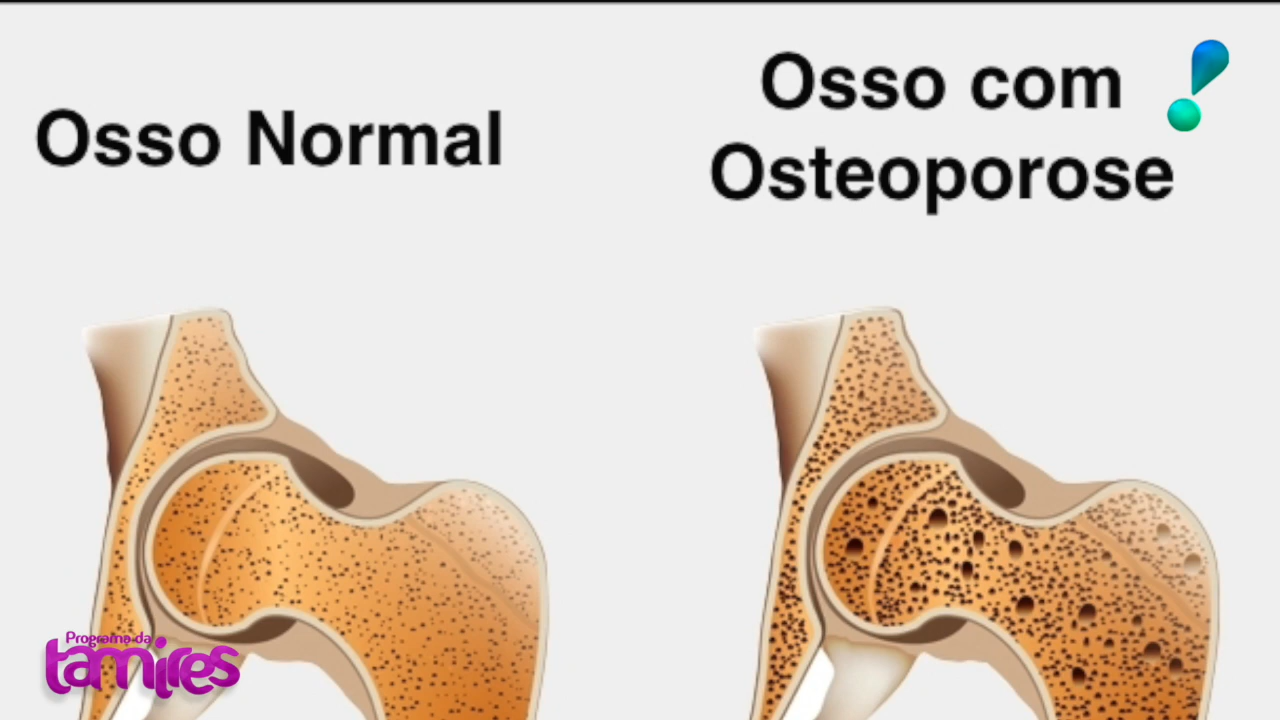 Osso Normal
Osso com
Osteoporose
Programa da
tamires